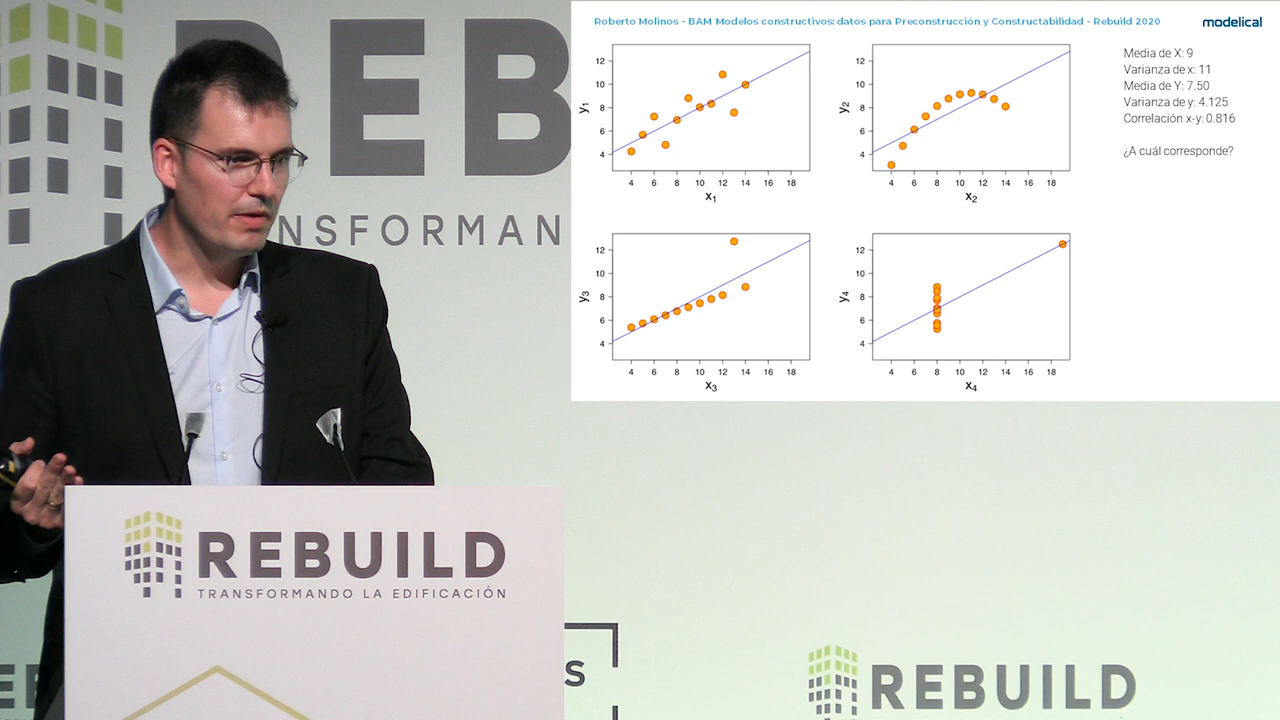 Roberto Molinos - BAM Modelos constructivos: datos para Preconstrucción y Constructabilidad - Rebuild 2020
modelical
Media de X: 9
Varianza de x: 11
Media de Y: 7.50
Varianza de y: 4.125
Correlación x-y: 0.816
¿A cuál corresponde?
y1
12
10
8
6
4
4 6 8 10 12 14 16 18
x1
y2
12
10
8
6
4
4 6 8 10 12 14 16 18
x2
y3
12
10
8
6
4
4 6 8 10 12 14 16 18
x3
y4
12
10
8
6
4
4 6 8 10 12 14 16 18
x4
REB
NSFORMAN
REBUILD
TRANSFORMANDO LA EDIFICACIÓN
S
REBUILD